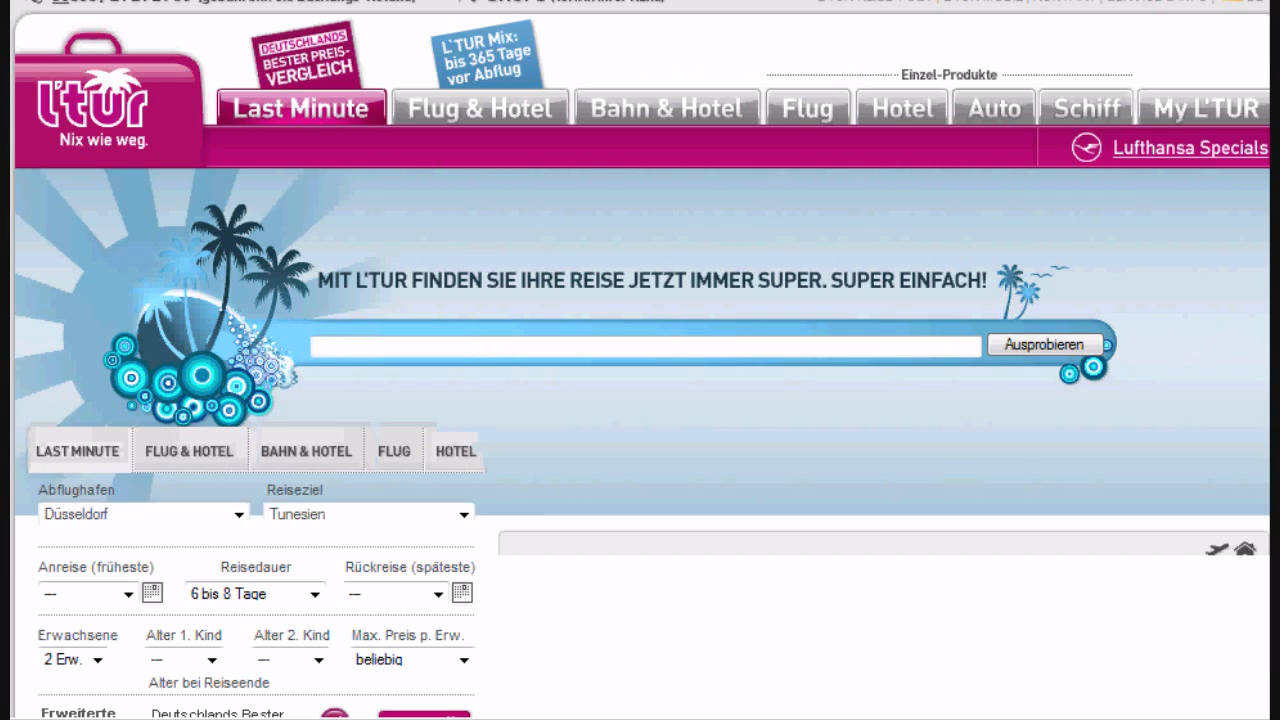 DEUTSCHLANDS
BESTER PREIS-
VERGLEICH
L'TUR Mix:
bis 365 Tage
vor Abflug
Einzel-Produkte
L'TUR
Nix wie weg.
Last Minute
Flug & Hotel
Bahn & Hotel
Flug
Hotel
Auto
Schiff
My L'TUR
Lufthansa Specials
MIT L'TUR FINDEN SIE IHRE REISE JETZT IMMER SUPER. SUPER EINFACH!
Ausprobieren
LAST MINUTE
FLUG & HOTEL
BAHN & HOTEL
FLUG
HOTEL
Abflughafen
Reiseziel
Düsseldorf
Tunesien
Anreise (früheste)
Reisedauer
Rückreise (späteste)
---
6 bis 8 Tage
---
Erwachsene
Alter 1. Kind
Alter 2. Kind
Max. Preis p. Erw.
2 Erw.
---
---
beliebig
Alter bei Reiseende
Erweiterte
Deutschlands Bester